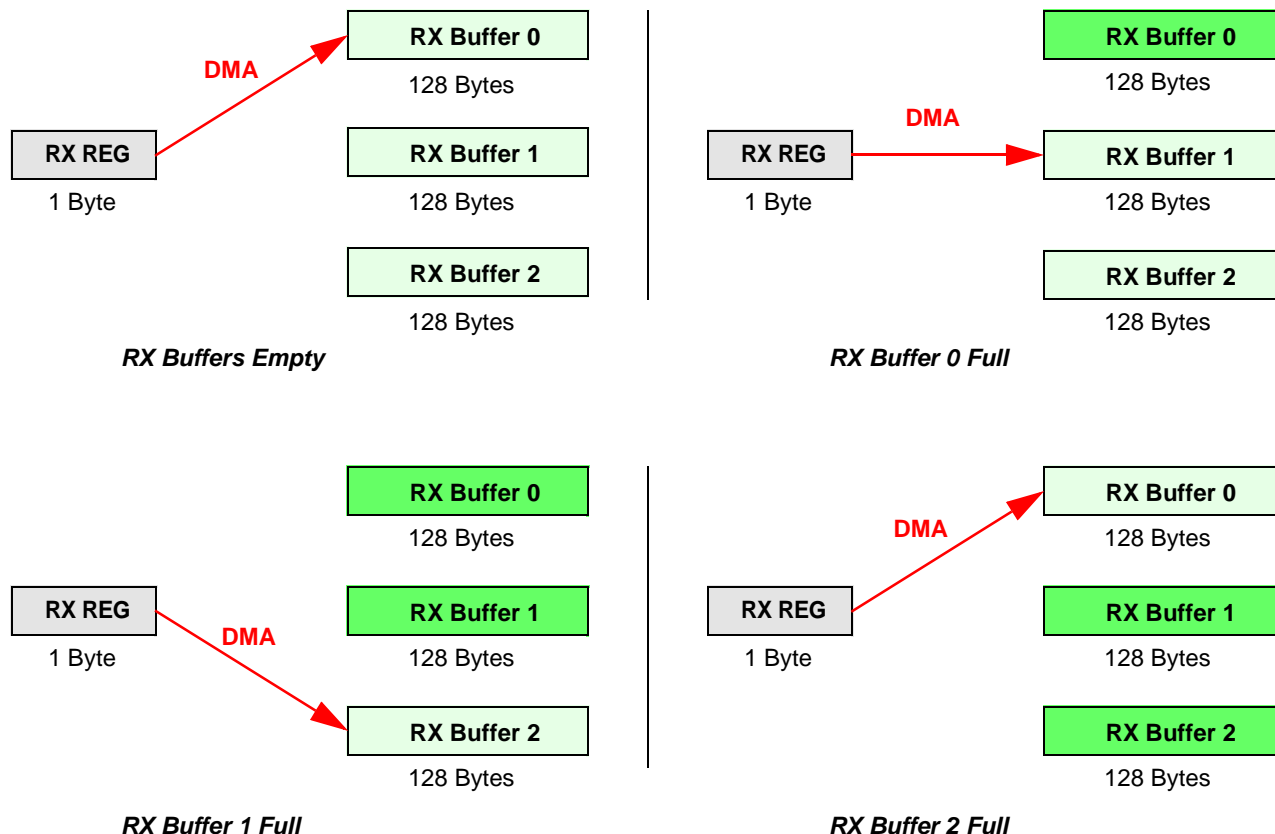 RX Buffer 0
DMA
128 Bytes
RX REG
RX Buffer 1
1 Byte
128 Bytes
RX Buffer 2
128 Bytes
RX Buffers Empty
RX Buffer 0
128 Bytes
DMA
RX REG
RX Buffer 1
1 Byte
128 Bytes
RX Buffer 2
128 Bytes
RX Buffer 0 Full
RX Buffer 0
128 Bytes
RX REG
RX Buffer 1
DMA
1 Byte
128 Bytes
RX Buffer 2
128 Bytes
RX Buffer 1 Full
RX Buffer 0
DMA
128 Bytes
RX REG
RX Buffer 1
1 Byte
128 Bytes
RX Buffer 2
128 Bytes
RX Buffer 2 Full